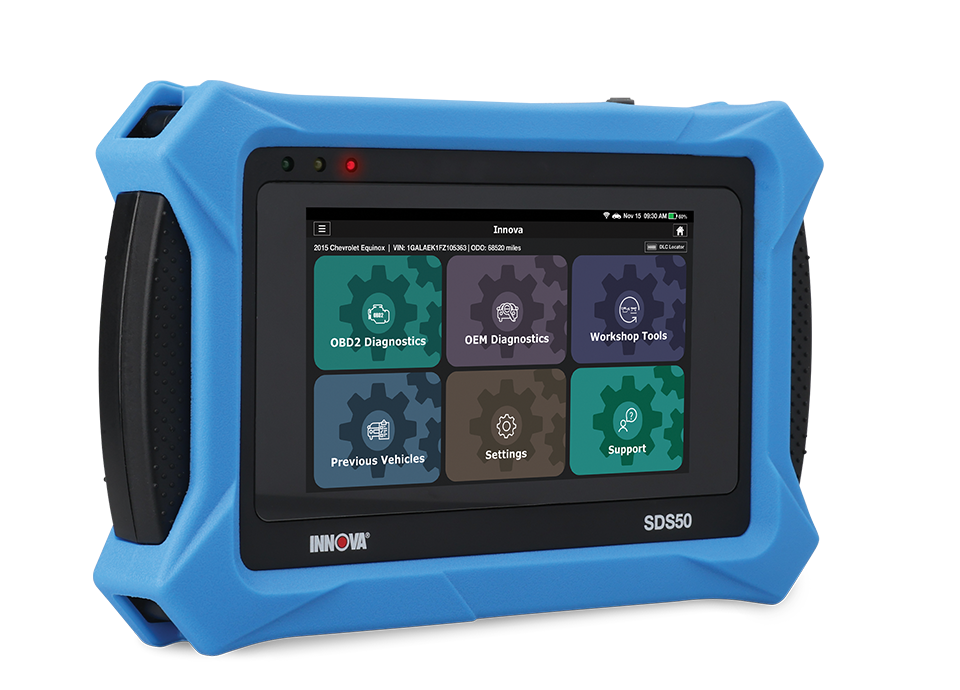 Nov 15 09:30 AM 60%
Innova
2015 Chevrolet Equinox | VIN: 1GALAEK1FZ105363 | ODO: 68520 miles
DLC Locator
OBD2 Diagnostics
OEM Diagnostics
Workshop Tools
Previous Vehicles
Settings
Support
INNOVA®
SDS50